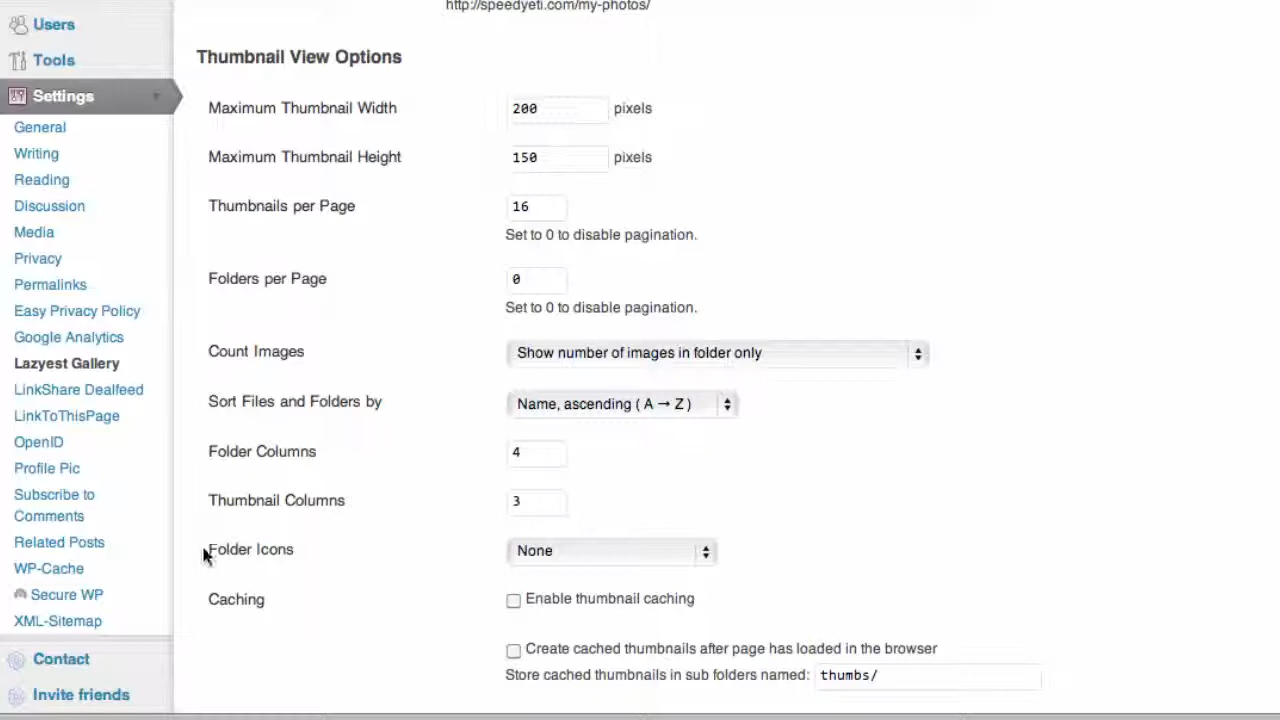 http://speedyeti.com/my-photos/
Users
Tools
Settings
General
Writing
Reading
Discussion
Media
Privacy
Permalinks
Easy Privacy Policy
Google Analytics
Lazyest Gallery
LinkShare Dealfeed
LinkToThisPage
OpenID
Profile Pic
Subscribe to
Comments
Related Posts
WP-Cache
Secure WP
XML-Sitemap
Contact
Invite friends
Thumbnail View Options
Maximum Thumbnail Width 200 pixels
Maximum Thumbnail Height 150 pixels
Thumbnails per Page 16
Set to 0 to disable pagination.
Folders per Page 0
Set to 0 to disable pagination.
Count Images Show number of images in folder only
Sort Files and Folders by Name, ascending ( A → Z )
Folder Columns 4
Thumbnail Columns 3
Folder Icons None
Caching Enable thumbnail caching
Create cached thumbnails after page has loaded in the browser
Store cached thumbnails in sub folders named: thumbs/